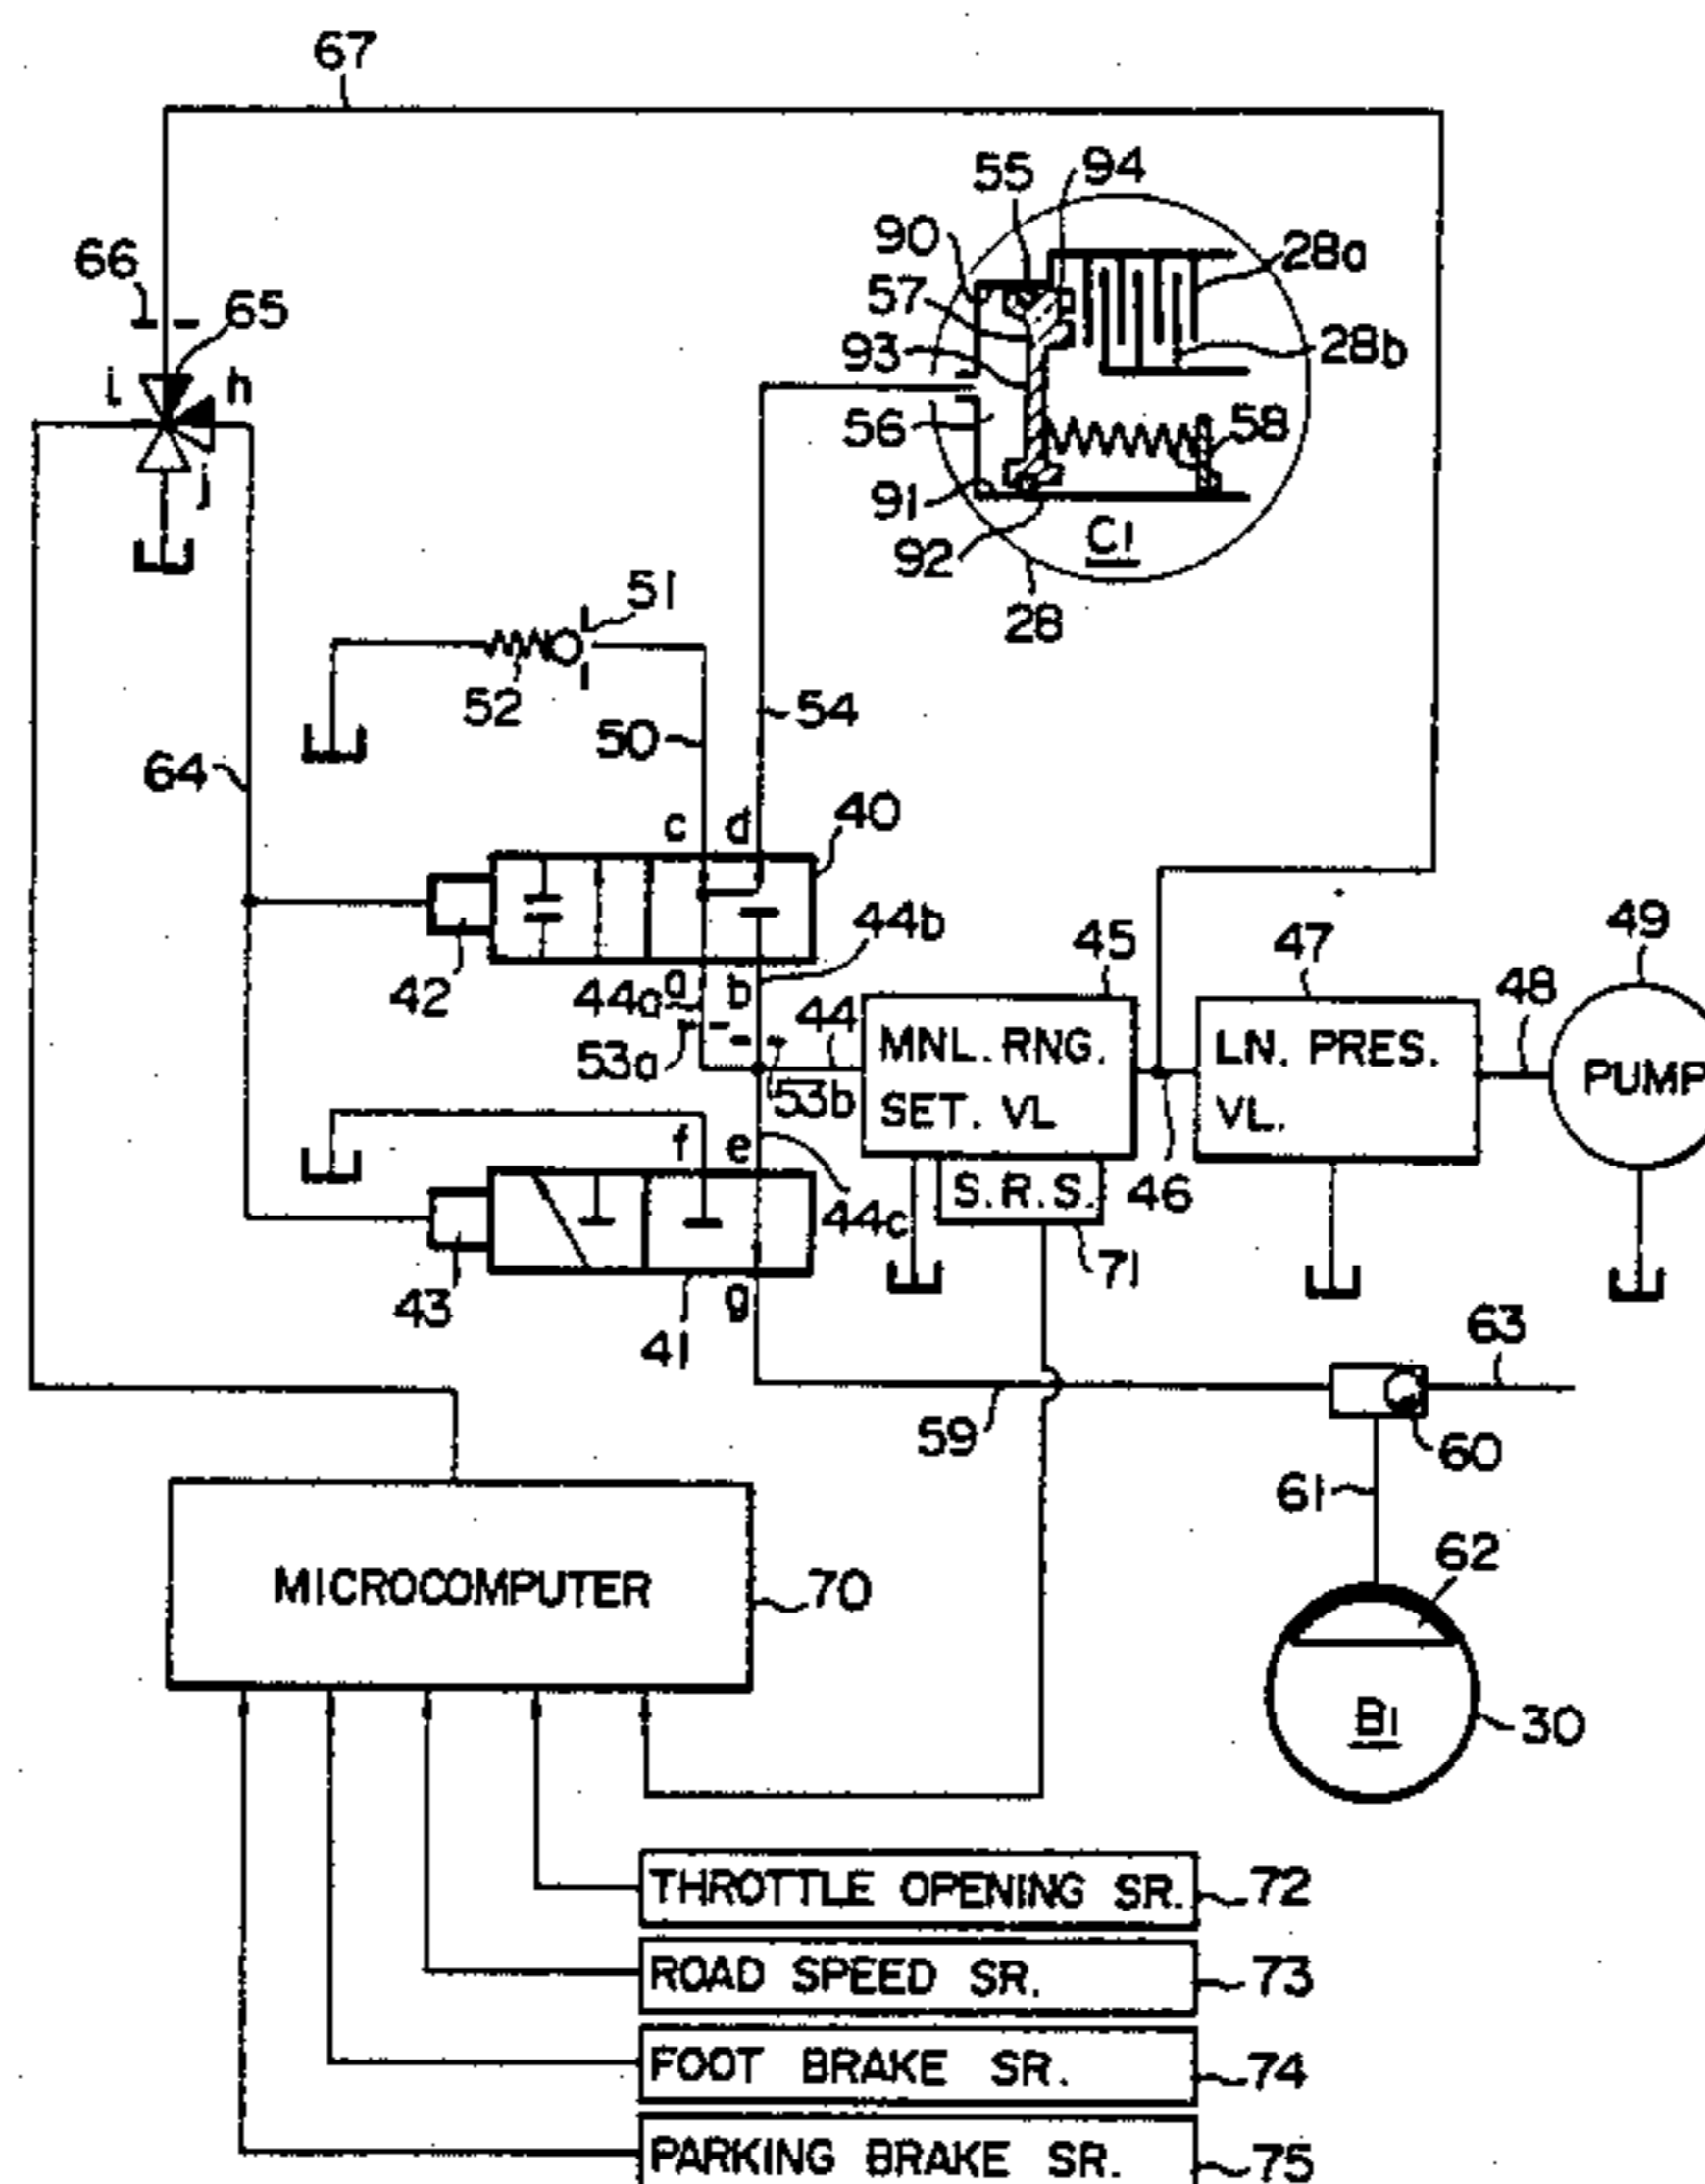 67
55
94
90
28a
66
65
57
93
28b
i
h
56
58
j
91
92
C1
28
51
52
50
54
64
c
d
40
42
44b
45
47
49
44a
a
b
44
48
53a
53b
MNL. RNG.
SET. VL
LN. PRES.
VL.
PUMP
f
e
S.R.S.
46
44c
71
43
41
g
63
59
60
61
62
MICROCOMPUTER
70
B1
30
THROTTLE OPENING SR.
72
ROAD SPEED SR.
73
FOOT BRAKE SR.
74
PARKING BRAKE SR.
75